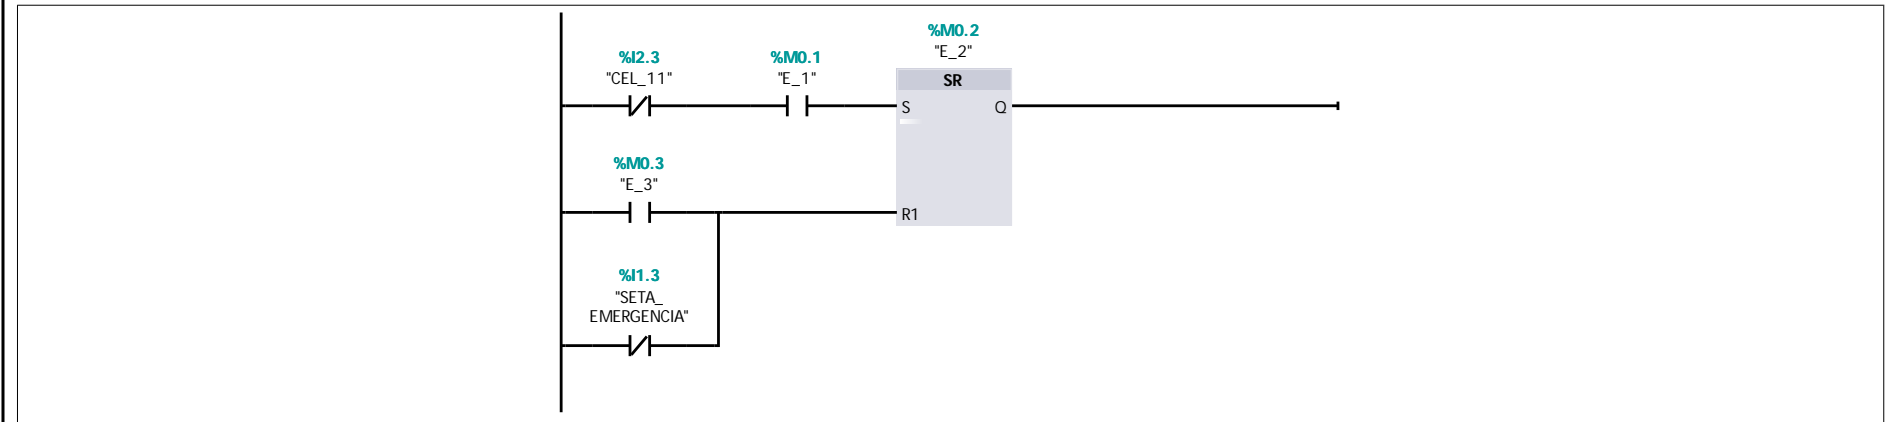 %M0.2
"E_2"
%I2.3
"CEL_11"
%M0.1
"E_1"
SR
S
Q
%M0.3
"E_3"
R1
%I1.3
"SETA_
EMERGENCIA"